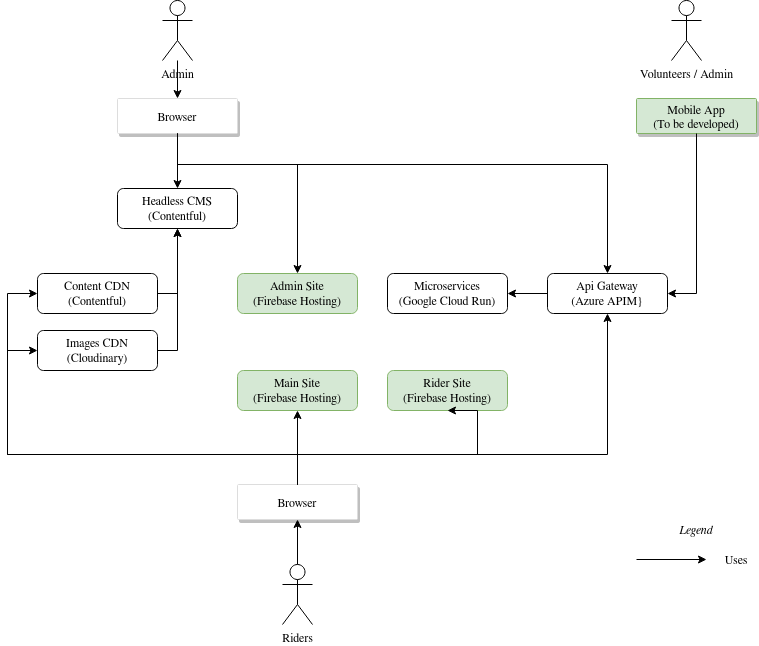 Admin
Volunteers / Admin
Browser
Mobile App
(To be developed)
Headless CMS
(Contentful)
Content CDN
(Contentful)
Admin Site
(Firebase Hosting)
Microservices
(Google Cloud Run)
Api Gateway
(Azure APIM}
Images CDN
(Cloudinary)
Main Site
(Firebase Hosting)
Rider Site
(Firebase Hosting)
Browser
Legend
Uses
Riders